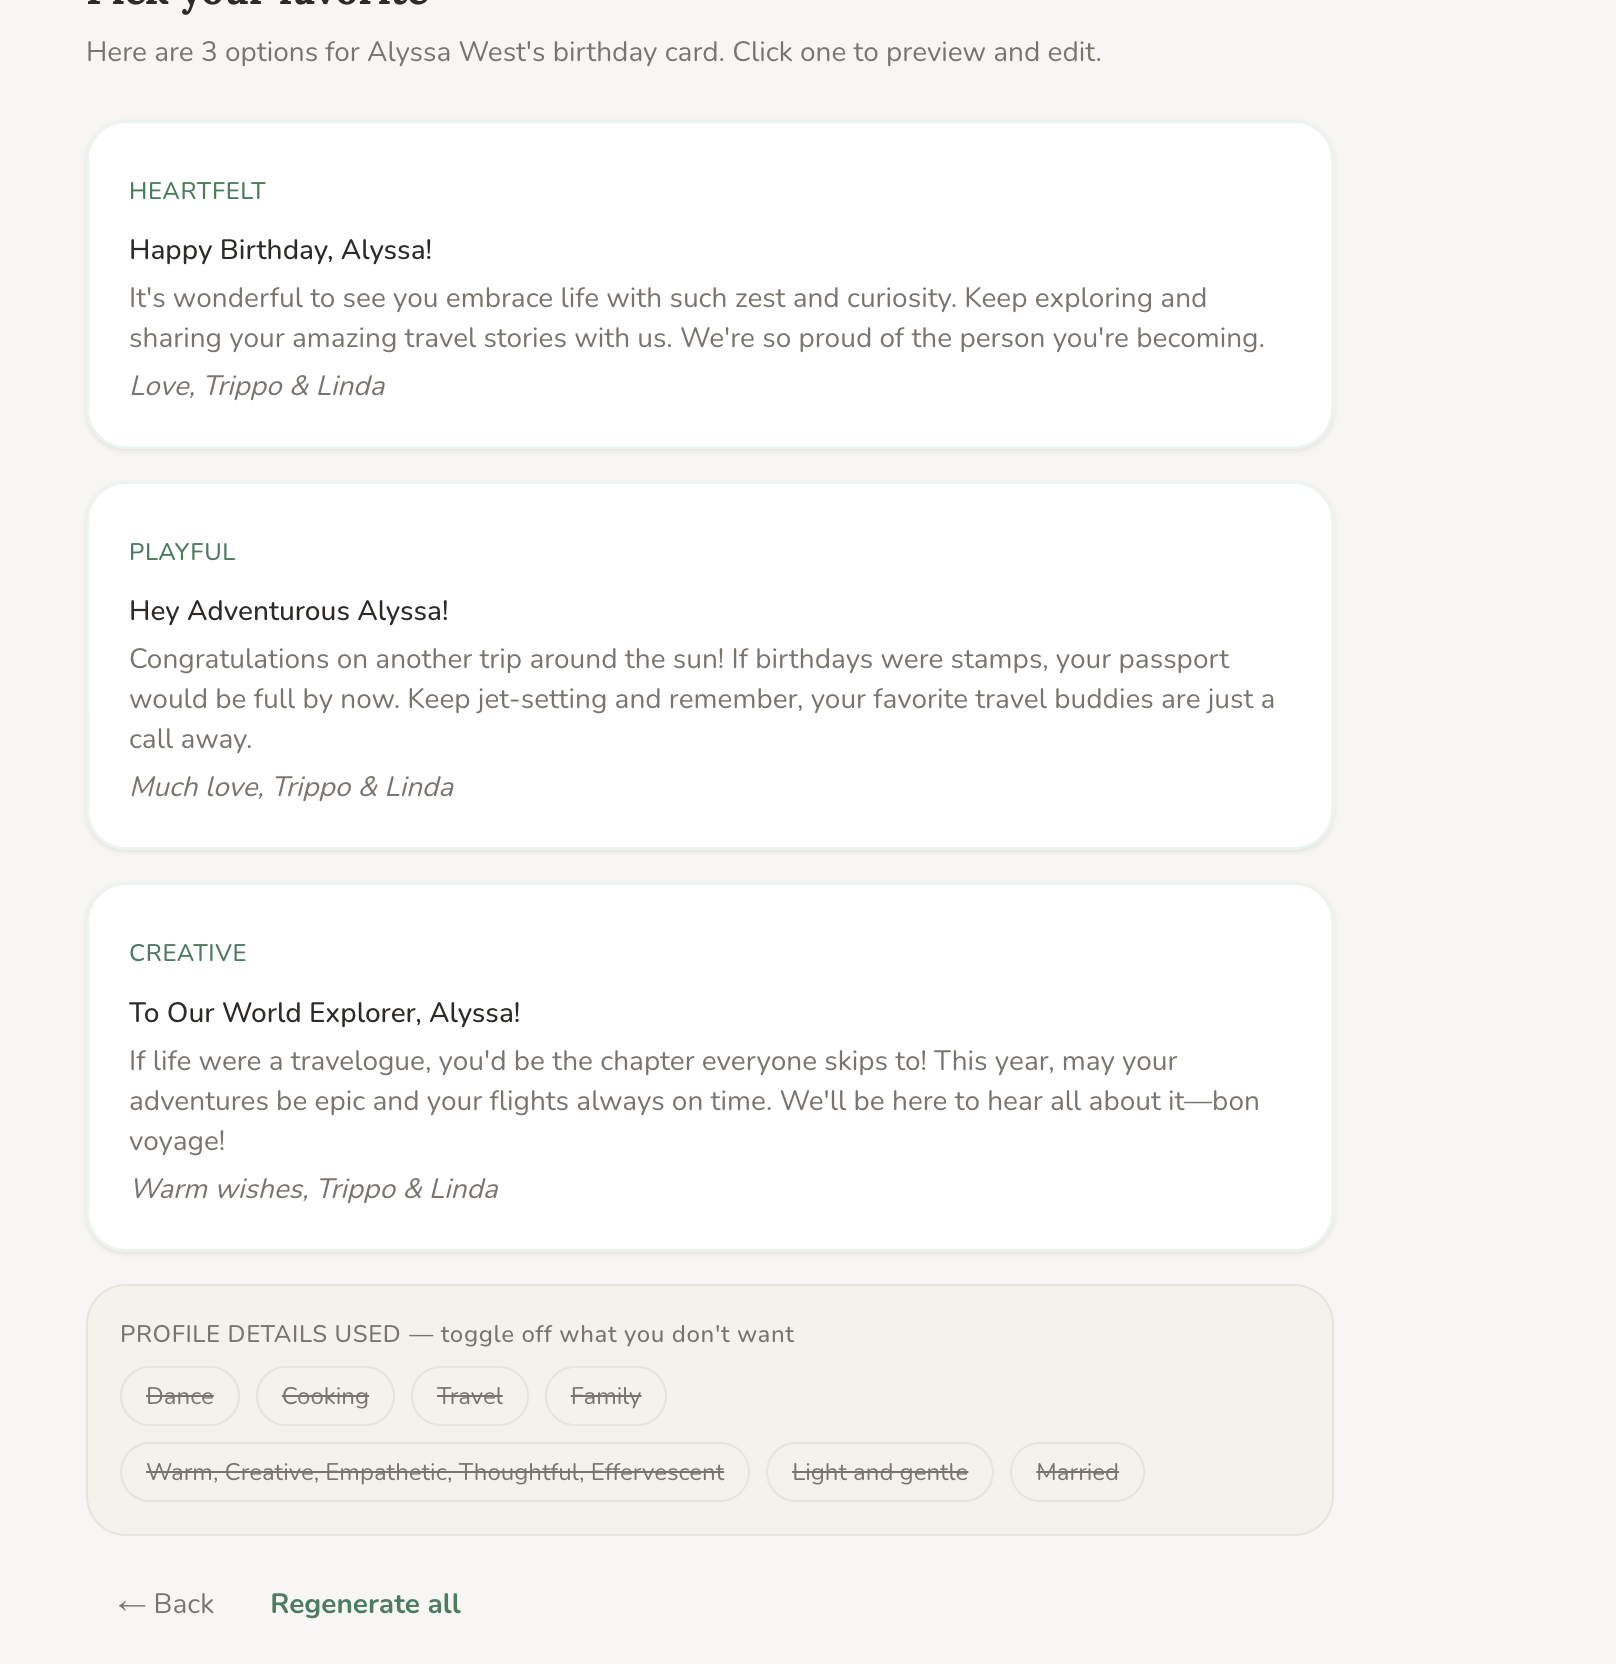 Pick your favorite
Here are 3 options for Alyssa West's birthday card. Click one to preview and edit.
HEARTFELT
Happy Birthday, Alyssa!
It's wonderful to see you embrace life with such zest and curiosity. Keep exploring and
sharing your amazing travel stories with us. We're so proud of the person you're becoming.
Love, Trippo & Linda
PLAYFUL
Hey Adventurous Alyssa!
Congratulations on another trip around the sun! If birthdays were stamps, your passport
would be full by now. Keep jet-setting and remember, your favorite travel buddies are just a
call away.
Much love, Trippo & Linda
CREATIVE
To Our World Explorer, Alyssa!
If life were a travelogue, you'd be the chapter everyone skips to! This year, may your
adventures be epic and your flights always on time. We'll be here to hear all about it—bon
voyage!
Warm wishes, Trippo & Linda
PROFILE DETAILS USED — toggle off what you don't want
Dance Cooking Travel Family
Warm, Creative, Empathetic, Thoughtful, Effervescent Light and gentle Married
← Back Regenerate all